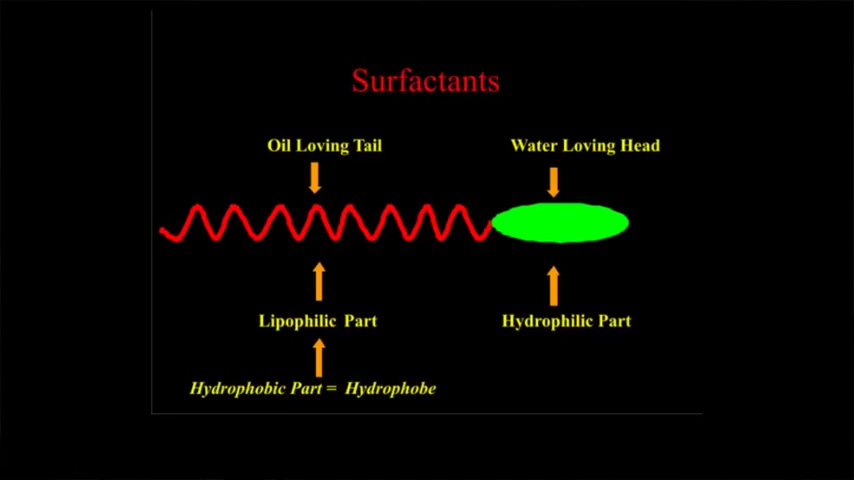 Surfactants
Oil Loving Tail
Water Loving Head
Lipophilic Part
Hydrophilic Part
Hydrophobic Part = Hydrophobe